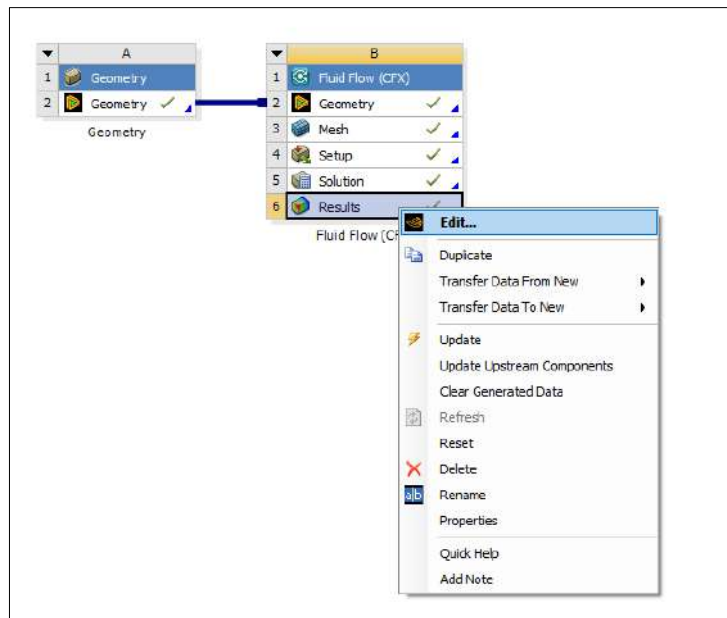 A
1 Geometry
2 Geometry
Geometry
B
1 Fluid Flow (CFX)
2 Geometry
3 Mesh
4 Setup
5 Solution
6 Results
Fluid Flow (CF
Edit...
Duplicate
Transfer Data From New
Transfer Data To New
Update
Update Upstream Components
Clear Generated Data
Refresh
Reset
Delete
a|b Rename
Properties
Quick Help
Add Note